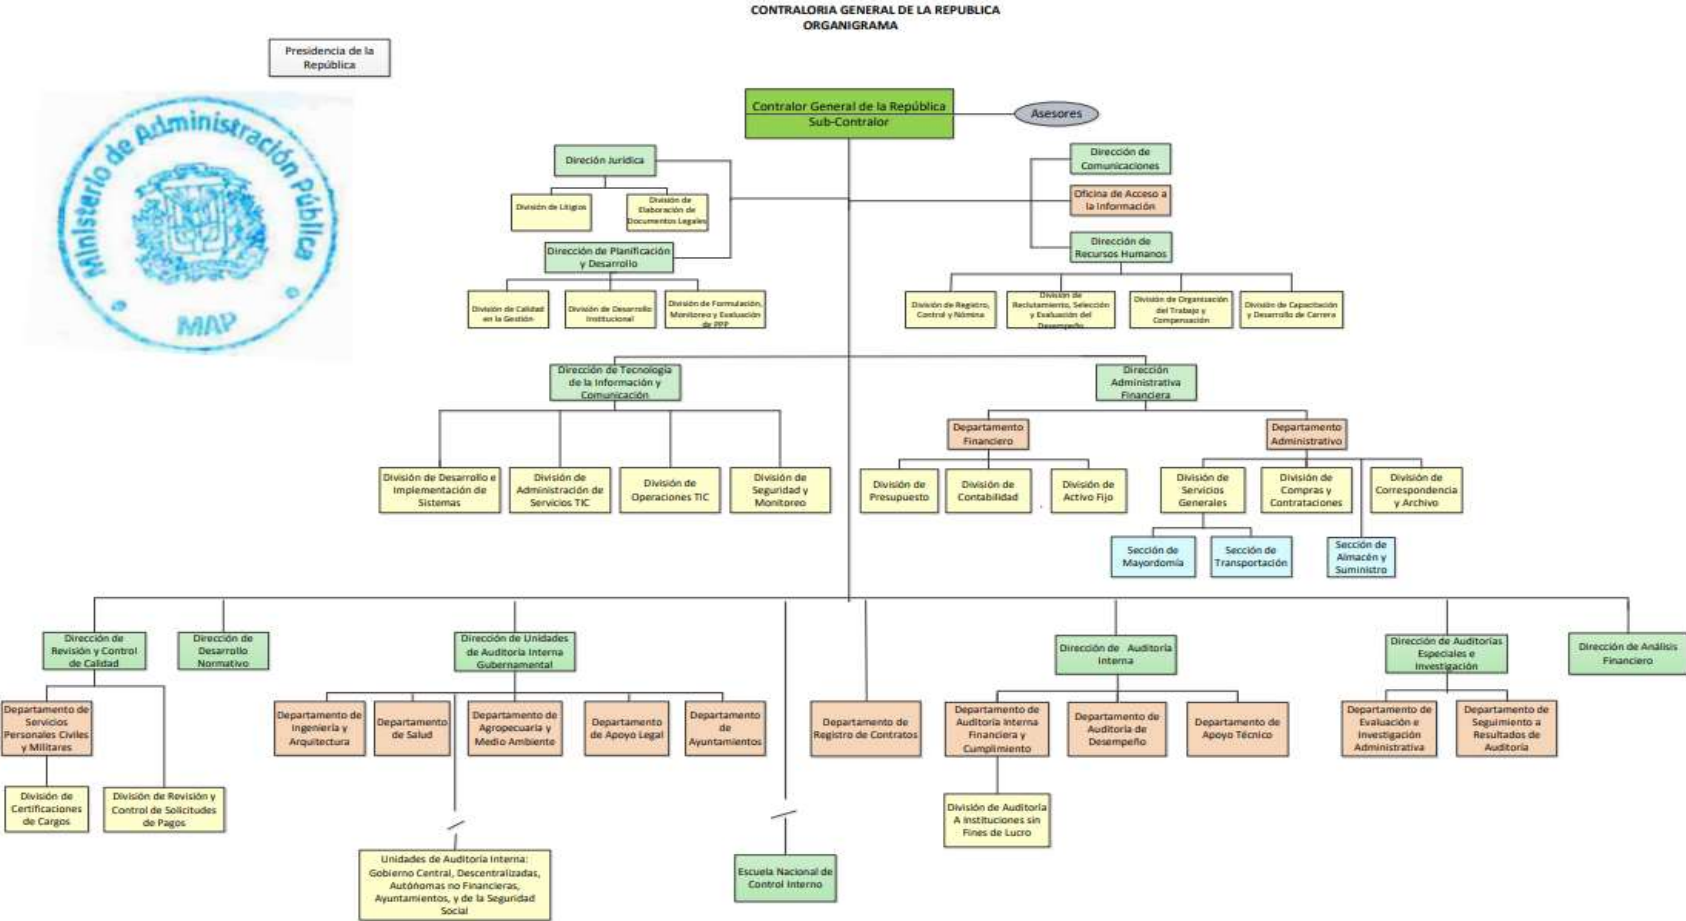 CONTRALORIA GENERAL DE LA REPUBLICA
ORGANIGRAMA
Presidencia de la
República
Ministerio de Administración Pública
MAP
Contralor General de la República
Sub-Contralor
Asesores
Direción Jurídica
División de Litigios
División de
Elaboración de
Documentos Legales
Dirección de
Comunicaciones
Oficina de Acceso a
la Información
Dirección de Planificación
y Desarrollo
Dirección de
Recursos Humanos
División de Calidad
en la Gestión
División de Desarrollo
Institucional
División de Formulación,
Monitoreo y Evaluación
de PPP
División de Registro,
Control y Nómina
División de
Reclutamiento, Selección
y Evaluación del
Desempeño
División de Organización
del Trabajo y
Compensación
División de Capacitación
y Desarrollo de Carrera
Dirección de Tecnología
de la Información y
Comunicación
Dirección
Administrativa
Financiera
Departamento
Financiero
Departamento
Administrativo
División de Desarrollo e
Implementación de
Sistemas
División de
Administración de
Servicios TIC
División de
Operaciones TIC
División de
Seguridad y
Monitoreo
División de
Presupuesto
División de
Contabilidad
División de
Activo Fijo
División de
Servicios
Generales
División de
Compras y
Contrataciones
División de
Correspondencia
y Archivo
Sección de
Mayordomía
Sección de
Transportación
Sección de
Almacén y
Suministro
Dirección de
Revisión y Control
de Calidad
Dirección de
Desarrollo
Normativo
Dirección de Unidades
de Auditoría Interna
Gubernamental
Dirección de Auditoría
Interna
Dirección de Auditorías
Especiales e
Investigación
Dirección de Análisis
Financiero
Departamento de
Servicios
Personales Civiles
y Militares
Departamento de
Ingeniería y
Arquitectura
Departamento
de Salud
Departamento de
Agropecuaria y
Medio Ambiente
Departamento
de Apoyo Legal
Departamento
de
Ayuntamientos
Departamento de
Registro de Contratos
Departamento de
Auditoría Interna
Financiera y
Cumplimiento
Departamento de
Auditoría de
Desempeño
Departamento de
Apoyo Técnico
Departamento de
Evaluación e
Investigación
Administrativa
Departamento de
Seguimiento a
Resultados de
Auditoría
División de
Certificaciones
de Cargos
División de Revisión y
Control de Solicitudes
de Pagos
División de Auditoría
A Instituciones sin
Fines de Lucro
Unidades de Auditoría Interna:
Gobierno Central, Descentralizadas,
Autónomas no Financieras,
Ayuntamientos, y de la Seguridad
Social
Escuela Nacional de
Control Interno